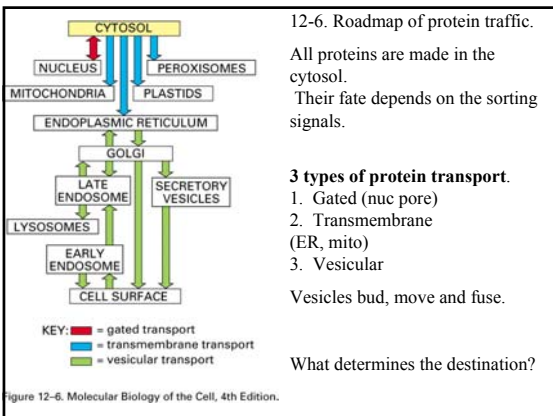 CYTOSOL
NUCLEUS
PEROXISOMES
MITOCHONDRIA
PLASTIDS
ENDOPLASMIC RETICULUM
GOLGI
LATE
ENDOSOME
SECRETORY
VESICLES
LYSOSOMES
EARLY
ENDOSOME
CELL SURFACE
KEY:
= gated transport
= transmembrane transport
= vesicular transport
Figure 12–6. Molecular Biology of the Cell, 4th Edition.
12-6. Roadmap of protein traffic.
All proteins are made in the
cytosol.
Their fate depends on the sorting
signals.
3 types of protein transport.
1. Gated (nuc pore)
2. Transmembrane
(ER, mito)
3. Vesicular
Vesicles bud, move and fuse.
What determines the destination?